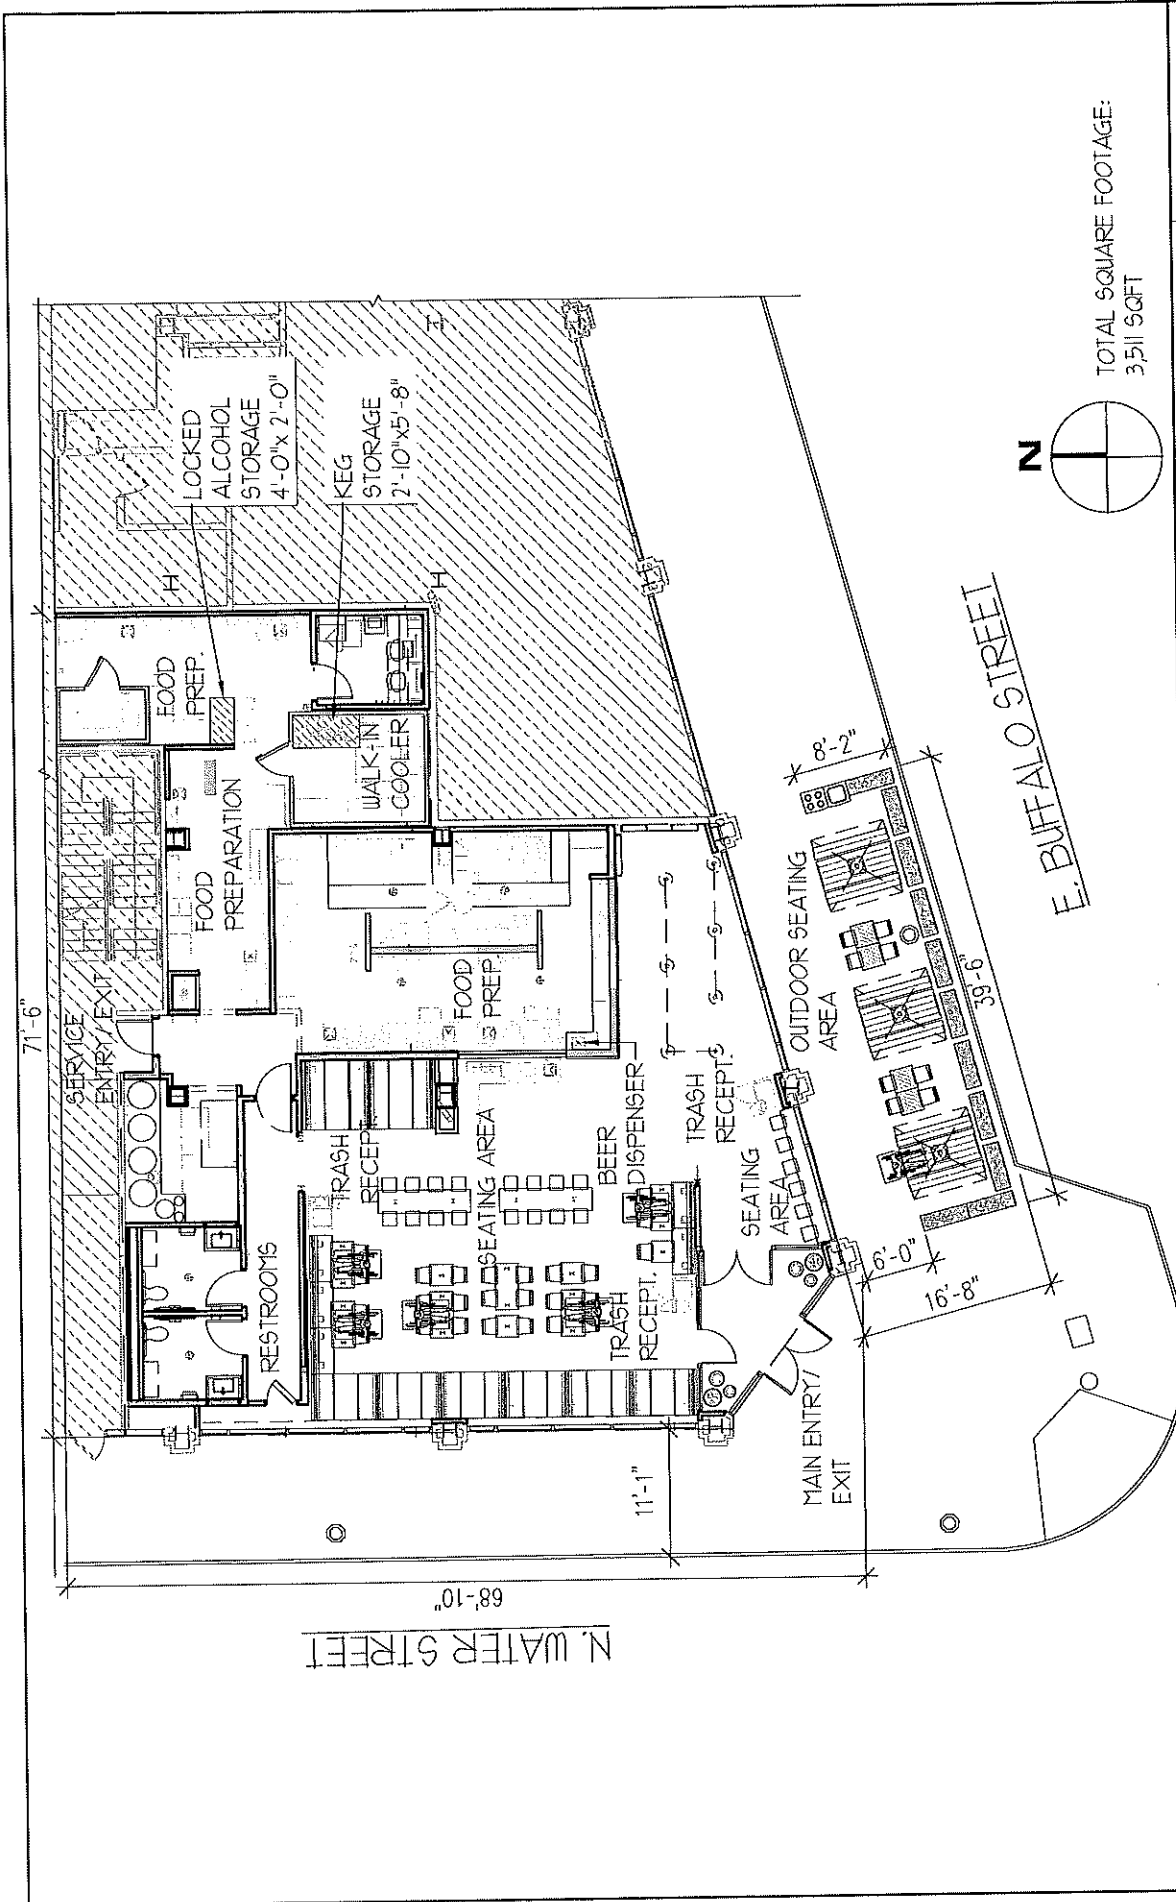 71'-6"
SERVICE
ENTRY/EXIT
FOOD
PREP.
LOCKED
ALCOHOL
STORAGE
4'-0"x 2'-0"
KEG
STORAGE
2'-10"x5'-8"
FOOD
PREPARATION
WALK-IN
COOLER
FOOD
PREP.
RESTROOMS
TRASH
RECEPT.
SEATING AREA
BEER
DISPENSER
TRASH
RECEPT.
TRASH
RECEPT.
SEATING
AREA
OUTDOOR SEATING
AREA
8'-2"
39'-6"
6'-0"
16'-8"
MAIN ENTRY/
EXIT
11'-1"
68'-10"
N. WATER STREET
E. BUFFALO STREET
N
TOTAL SQUARE FOOTAGE:
3,511 SQFT